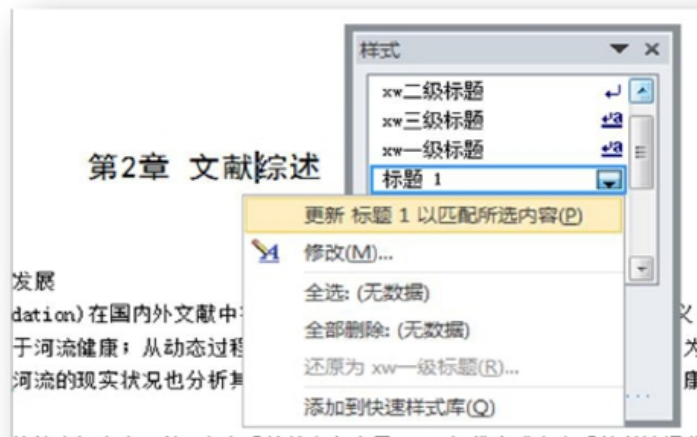 样式
xw二级标题
xw三级标题
xw一级标题
标题 1
第2章 文献综述
更新 标题 1 以匹配所选内容(P)
修改(M)...
全选: (无数据)
全部删除: (无数据)
还原为 xw一级标题(R)...
添加到快速样式库(Q)
发展
dation)在国内外文献中
于河流健康；从动态过程
河流的现实状况也分析其